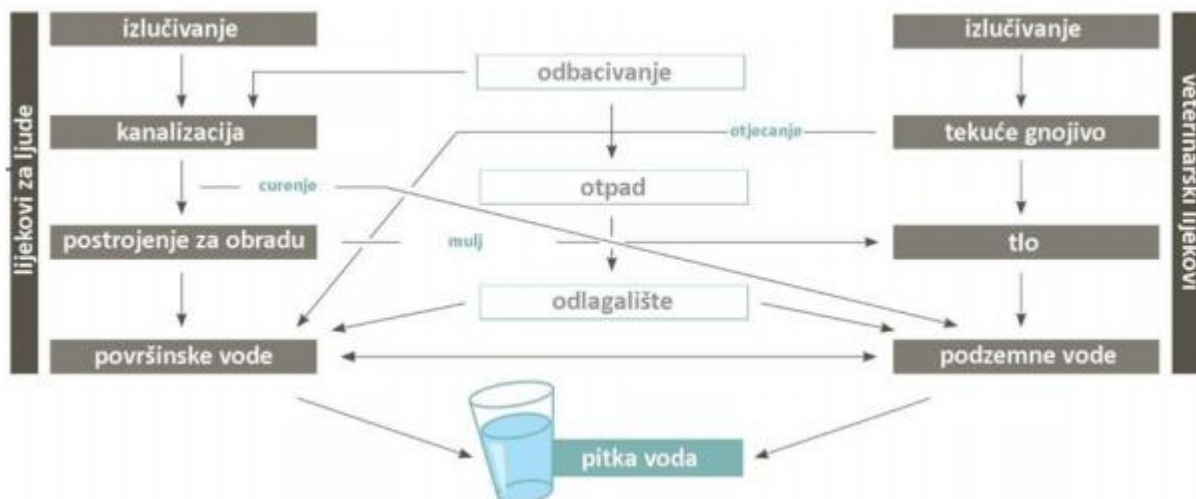 lijekovi za ljude
izlučivanje
izlučivanje
veterinarski lijekovi
odbacivanje
kanalizacija
otjecanje
tekuće gnojivo
curenje
otpad
postrojenje za obradu
mulj
tlo
odlagalište
površinske vode
podzemne vode
pitka voda